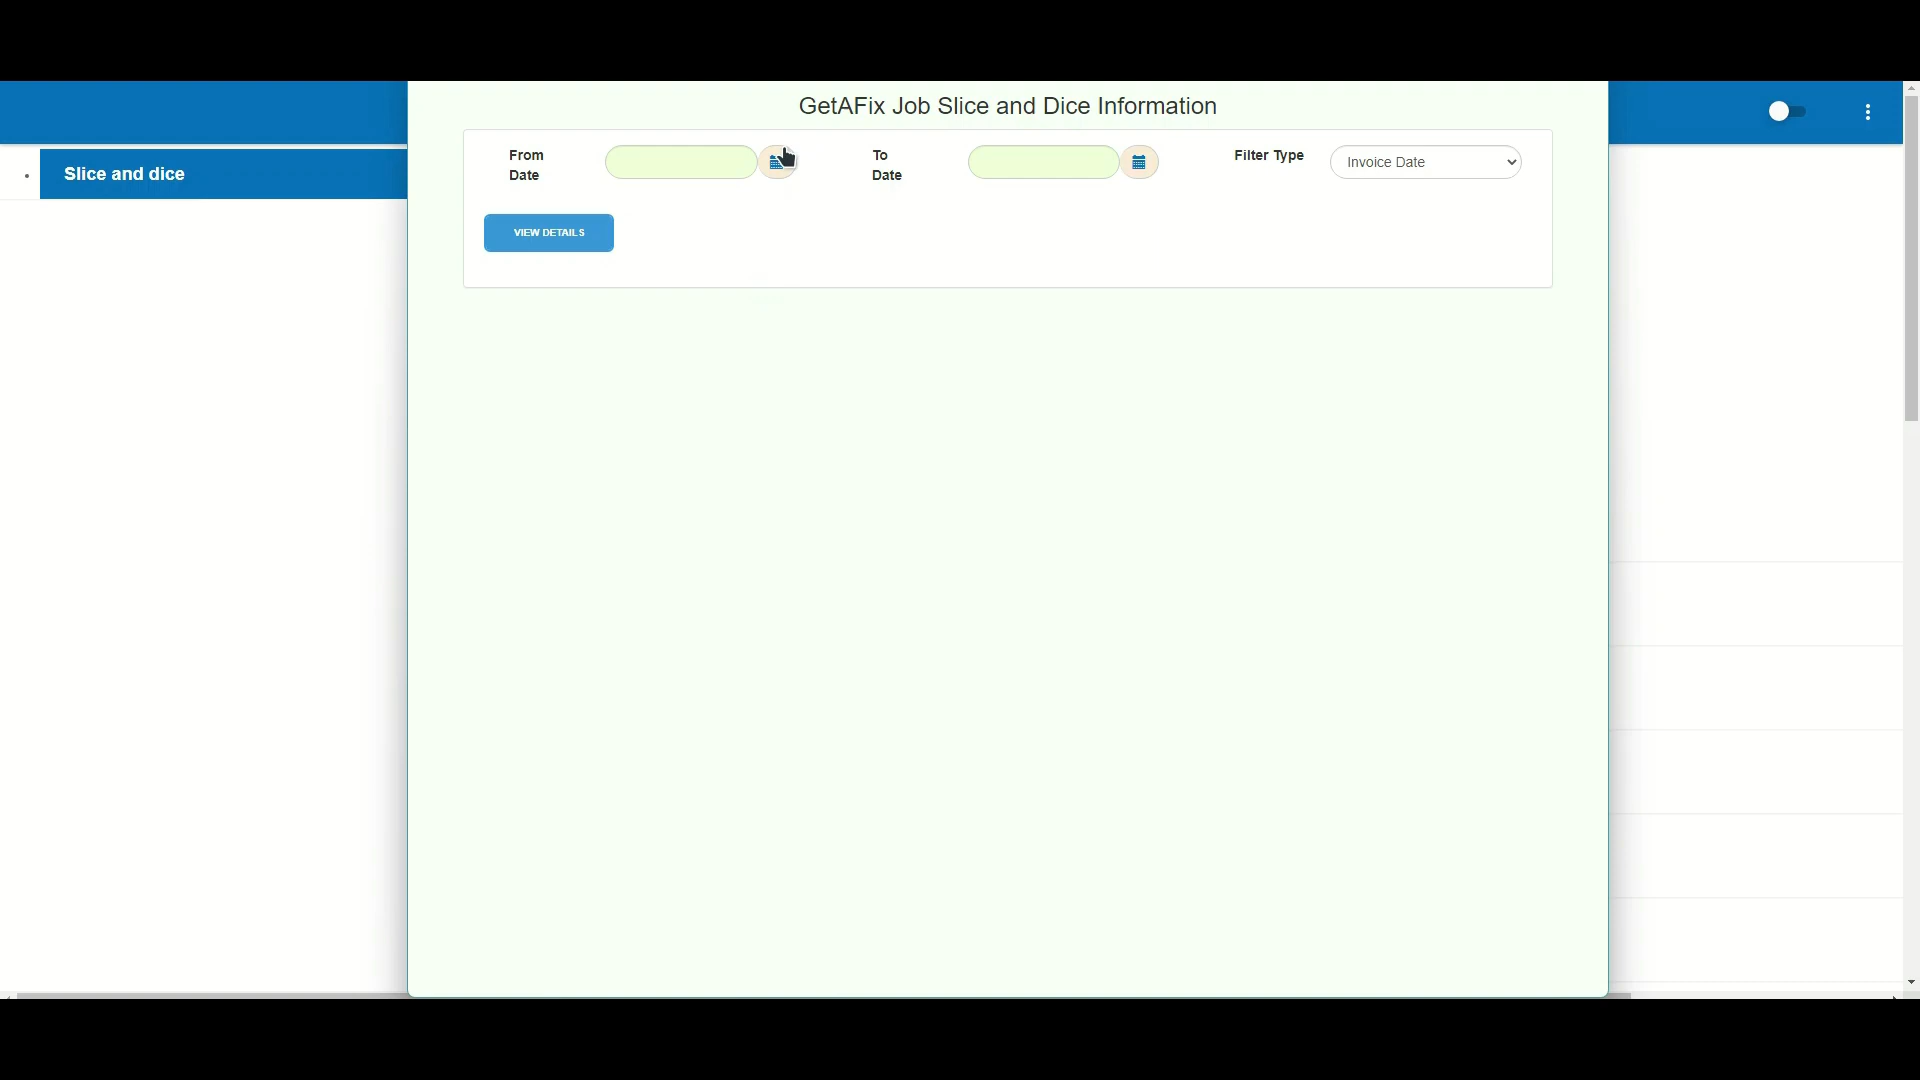 GetAFix Job Slice and Dice Information
Slice and dice
From
Date
To
Date
Filter Type
Invoice Date
VIEW DETAILS